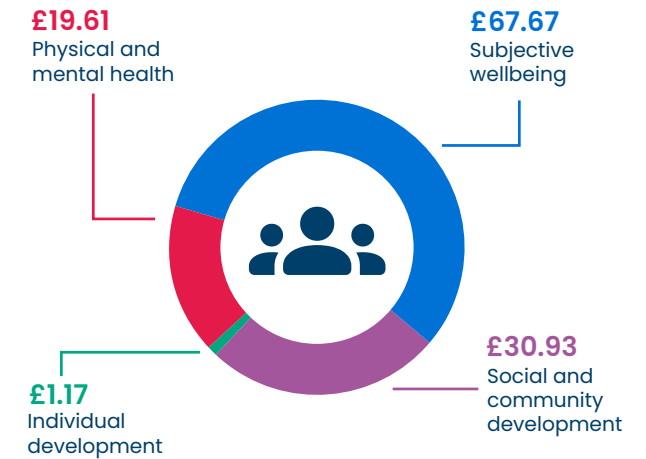 £19.61
Physical and
mental health
£67.67
Subjective
wellbeing
£1.17
Individual
development
£30.93
Social and
community
development